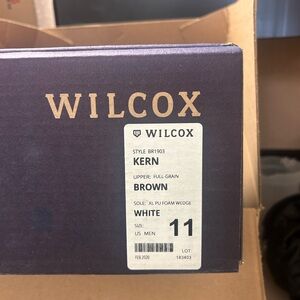 WILCOX
WILCOX
STYLE BR1903
KERN
UPPER: FULL GRAIN
BROWN
SOLE: XL PU FOAM WEDGE
WHITE
SIZE:
US MEN
11
FEB,2020
LOT
183403